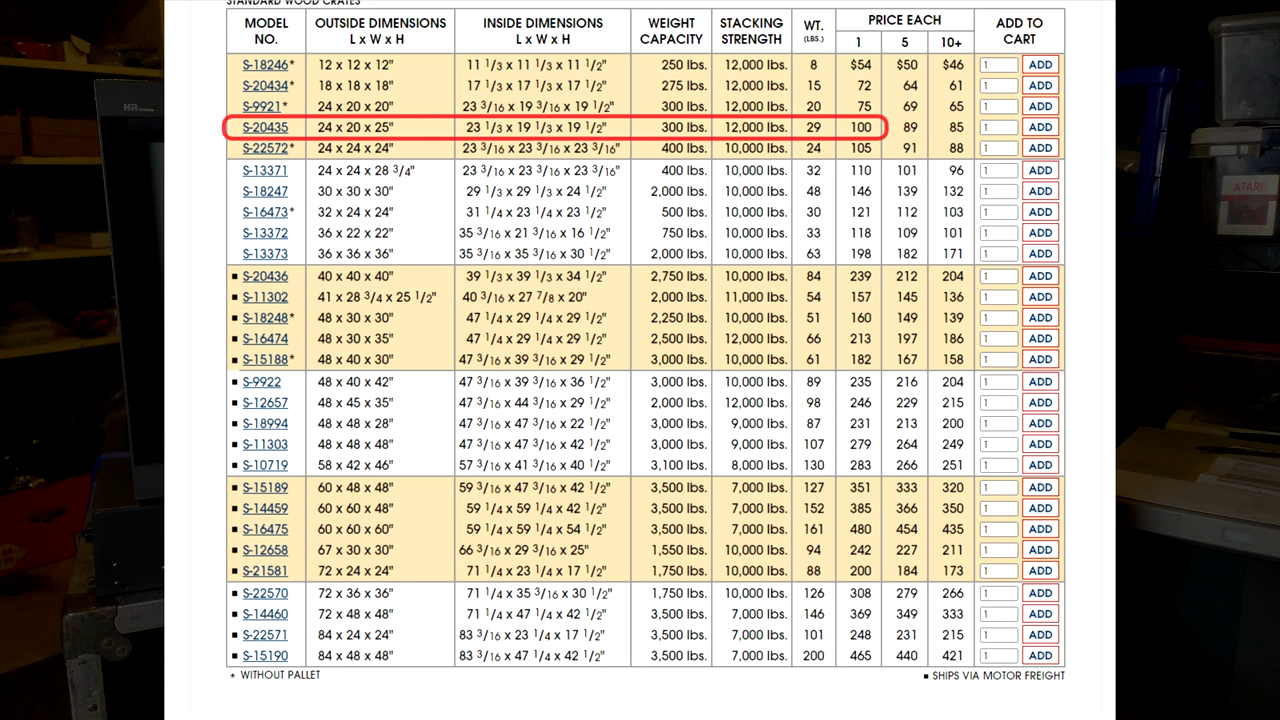 STANDARD WOOD CRATES
MODEL NO. OUTSIDE DIMENSIONS L x W x H INSIDE DIMENSIONS L x W x H WEIGHT CAPACITY STACKING STRENGTH WT. (LBS.) PRICE EACH ADD TO CART
1 5 10+
S-18246* 12 x 12 x 12" 11 1/3 x 11 1/3 x 11 1/2" 250 lbs. 12,000 lbs. 8 $54 $50 $46 1 ADD
S-20434* 18 x 18 x 18" 17 1/3 x 17 1/3 x 17 1/2" 275 lbs. 12,000 lbs. 15 72 64 61 1 ADD
S-9921* 24 x 20 x 20" 23 3/16 x 19 3/16 x 19 1/2" 300 lbs. 12,000 lbs. 20 75 69 65 1 ADD
S-20435 24 x 20 x 25" 23 1/3 x 19 1/3 x 19 1/2" 300 lbs. 12,000 lbs. 29 100 89 85 1 ADD
S-22572* 24 x 24 x 24" 23 3/16 x 23 3/16 x 23 3/16" 400 lbs. 10,000 lbs. 24 105 91 88 1 ADD
S-13371 24 x 24 x 28 3/4" 23 3/16 x 23 3/16 x 23 3/16" 400 lbs. 10,000 lbs. 32 110 101 96 1 ADD
S-18247 30 x 30 x 30" 29 1/3 x 29 1/3 x 24 1/2" 2,000 lbs. 10,000 lbs. 48 146 139 132 1 ADD
S-16473* 32 x 24 x 24" 31 1/4 x 23 1/4 x 23 1/2" 500 lbs. 10,000 lbs. 30 121 112 103 1 ADD
S-13372 36 x 22 x 22" 35 3/16 x 21 3/16 x 16 1/2" 750 lbs. 10,000 lbs. 33 118 109 101 1 ADD
S-13373 36 x 36 x 36" 35 3/16 x 35 3/16 x 30 1/2" 2,000 lbs. 10,000 lbs. 63 198 182 171 1 ADD
■ S-20436 40 x 40 x 40" 39 1/3 x 39 1/3 x 34 1/2" 2,750 lbs. 10,000 lbs. 84 239 212 204 1 ADD
■ S-11302 41 x 28 3/4 x 25 1/2" 40 3/16 x 27 7/8 x 20" 2,000 lbs. 11,000 lbs. 54 157 145 136 1 ADD
■ S-18248* 48 x 30 x 30" 47 1/4 x 29 1/4 x 29 1/2" 2,250 lbs. 10,000 lbs. 51 160 149 139 1 ADD
■ S-16474 48 x 30 x 35" 47 1/4 x 29 1/4 x 29 1/2" 2,500 lbs. 12,000 lbs. 66 213 197 186 1 ADD
■ S-15188* 48 x 40 x 30" 47 3/16 x 39 3/16 x 29 1/2" 3,000 lbs. 10,000 lbs. 61 182 167 158 1 ADD
■ S-9922 48 x 40 x 42" 47 3/16 x 39 3/16 x 36 1/2" 3,000 lbs. 10,000 lbs. 89 235 216 204 1 ADD
■ S-12657 48 x 45 x 35" 47 3/16 x 44 3/16 x 29 1/2" 2,000 lbs. 12,000 lbs. 98 246 229 215 1 ADD
■ S-18994 48 x 48 x 28" 47 3/16 x 47 3/16 x 22 1/2" 3,000 lbs. 9,000 lbs. 87 231 213 200 1 ADD
■ S-11303 48 x 48 x 48" 47 3/16 x 47 3/16 x 42 1/2" 3,000 lbs. 9,000 lbs. 107 279 264 249 1 ADD
■ S-10719 58 x 42 x 46" 57 3/16 x 41 3/16 x 40 1/2" 3,100 lbs. 8,000 lbs. 130 283 266 251 1 ADD
■ S-15189 60 x 48 x 48" 59 3/16 x 47 3/16 x 42 1/2" 3,500 lbs. 7,000 lbs. 127 351 333 320 1 ADD
■ S-14459 60 x 60 x 48" 59 1/4 x 59 1/4 x 42 1/2" 3,500 lbs. 7,000 lbs. 152 385 366 350 1 ADD
■ S-16475 60 x 60 x 60" 59 1/4 x 59 1/4 x 54 1/2" 3,500 lbs. 7,000 lbs. 161 480 454 435 1 ADD
■ S-12658 67 x 30 x 30" 66 3/16 x 29 3/16 x 25" 1,550 lbs. 10,000 lbs. 94 242 227 211 1 ADD
■ S-21581 72 x 24 x 24" 71 1/4 x 23 1/4 x 17 1/2" 1,750 lbs. 10,000 lbs. 88 200 184 173 1 ADD
■ S-22570 72 x 36 x 36" 71 1/4 x 35 3/16 x 30 1/2" 1,750 lbs. 10,000 lbs. 126 308 279 266 1 ADD
■ S-14460 72 x 48 x 48" 71 1/4 x 47 1/4 x 42" 3,500 lbs. 7,000 lbs. 146 369 349 333 1 ADD
■ S-22571 84 x 24 x 24" 83 3/16 x 23 1/4 x 17 1/2" 3,500 lbs. 7,000 lbs. 101 248 231 215 1 ADD
■ S-15190 84 x 48 x 48" 83 3/16 x 47 1/4 x 42 1/2" 3,500 lbs. 7,000 lbs. 200 465 440 421 1 ADD
* WITHOUT PALLET ■ SHIPS VIA MOTOR FREIGHT
ATARI